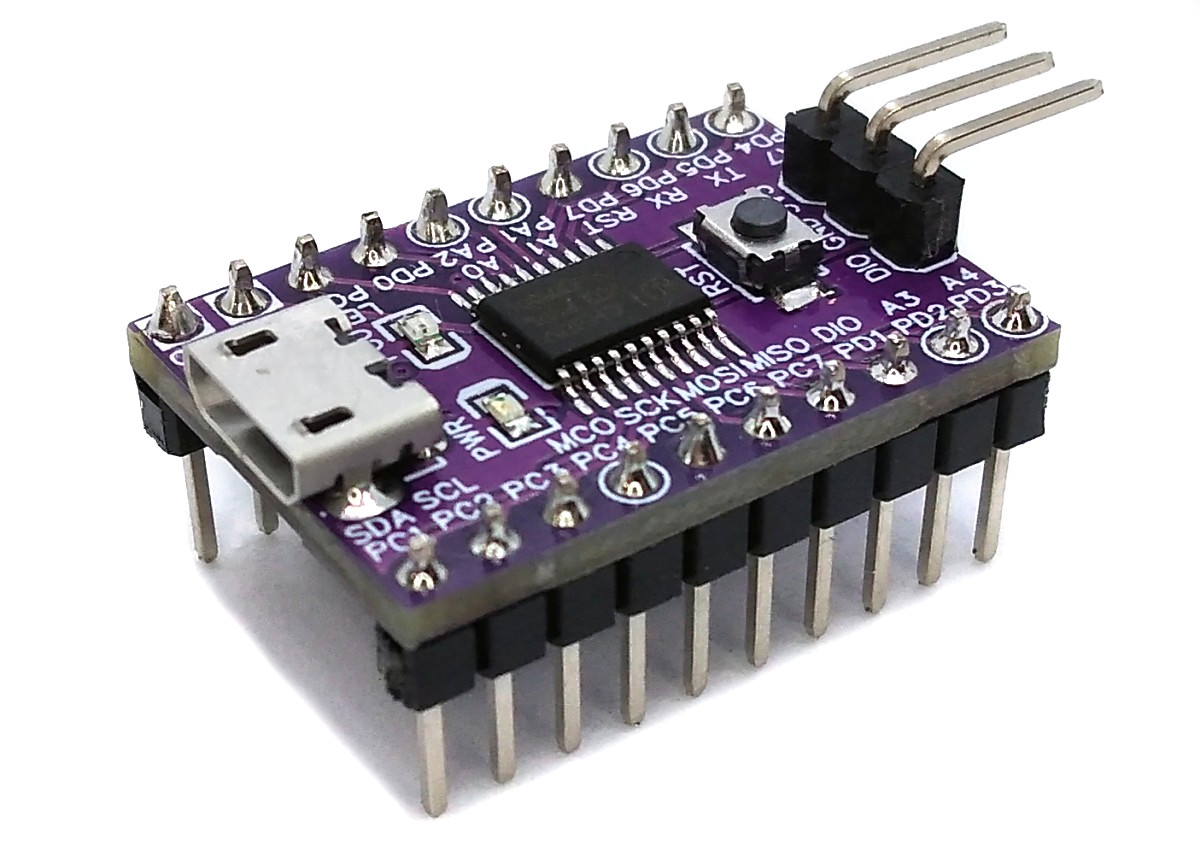 PD4 PD5 PD6 PD7 PA1 PA2 PD0
TX RX RST A1 A0
RST
DIO GND
A3 A4
MCO SCK MOSI MISO DIO
SDA SCL
PC1 PC2 PC3 PC4 PC5 PC6 PC7 PD1 PD2 PD3
PWR